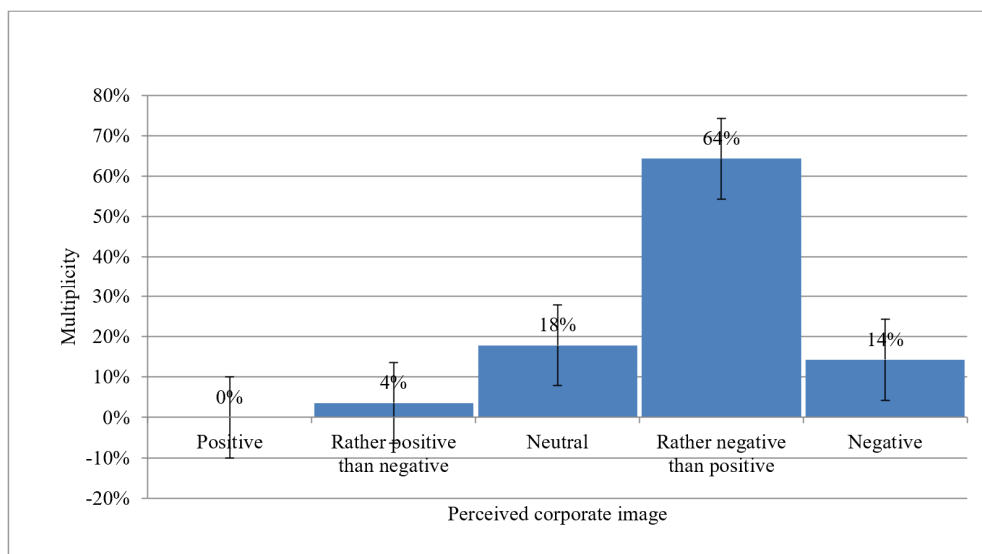 80%
70%
64%
60%
50%
40%
30%
20%
18%
14%
10%
4%
0%
0%
-10%
-20%
Multiplicity
Positive
Rather positive
than negative
Neutral
Rather negative
than positive
Negative
Perceived corporate image